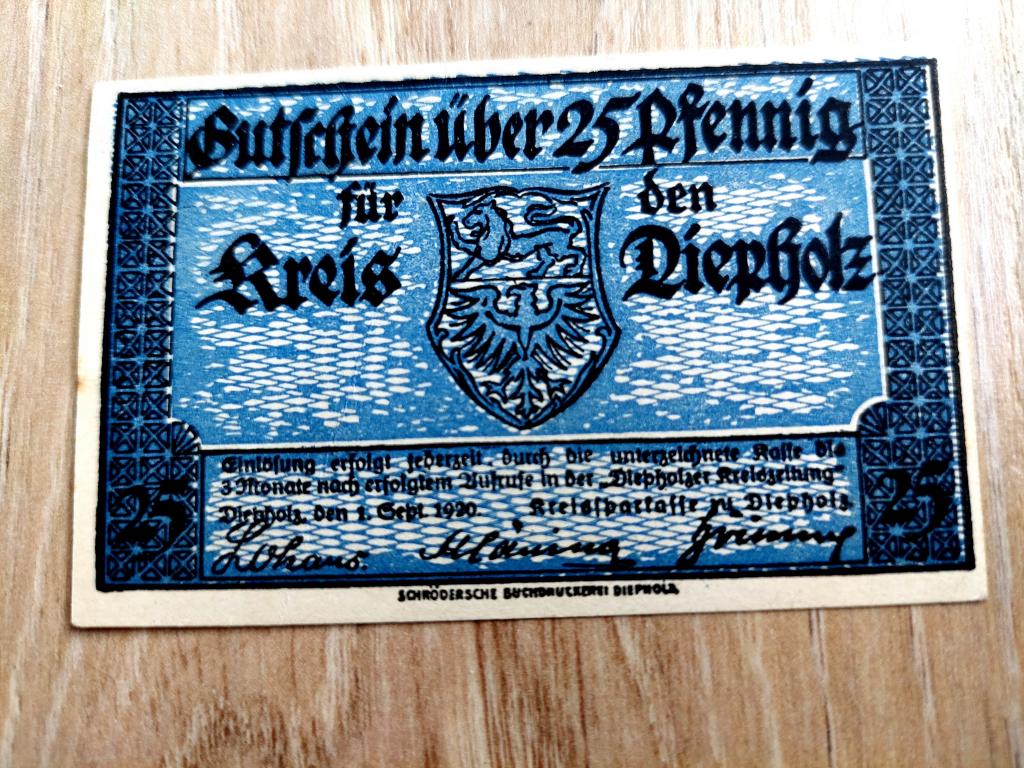 Gutschein über 25 Pfennig
für den
Kreis Diepholz
Einlösung erfolgt jederzeit durch die unterzeichnete Kasse bis
3 Monate nach erfolgtem Aufrufe in der „Diepholzer Kreiszeitung"
Diepholz, den 1. Sept. 1920. Kreissparkasse zu Diepholz.
25 25
SCHRÖDERSCHE BUCHDRUCKEREI DIEPHOLZ.